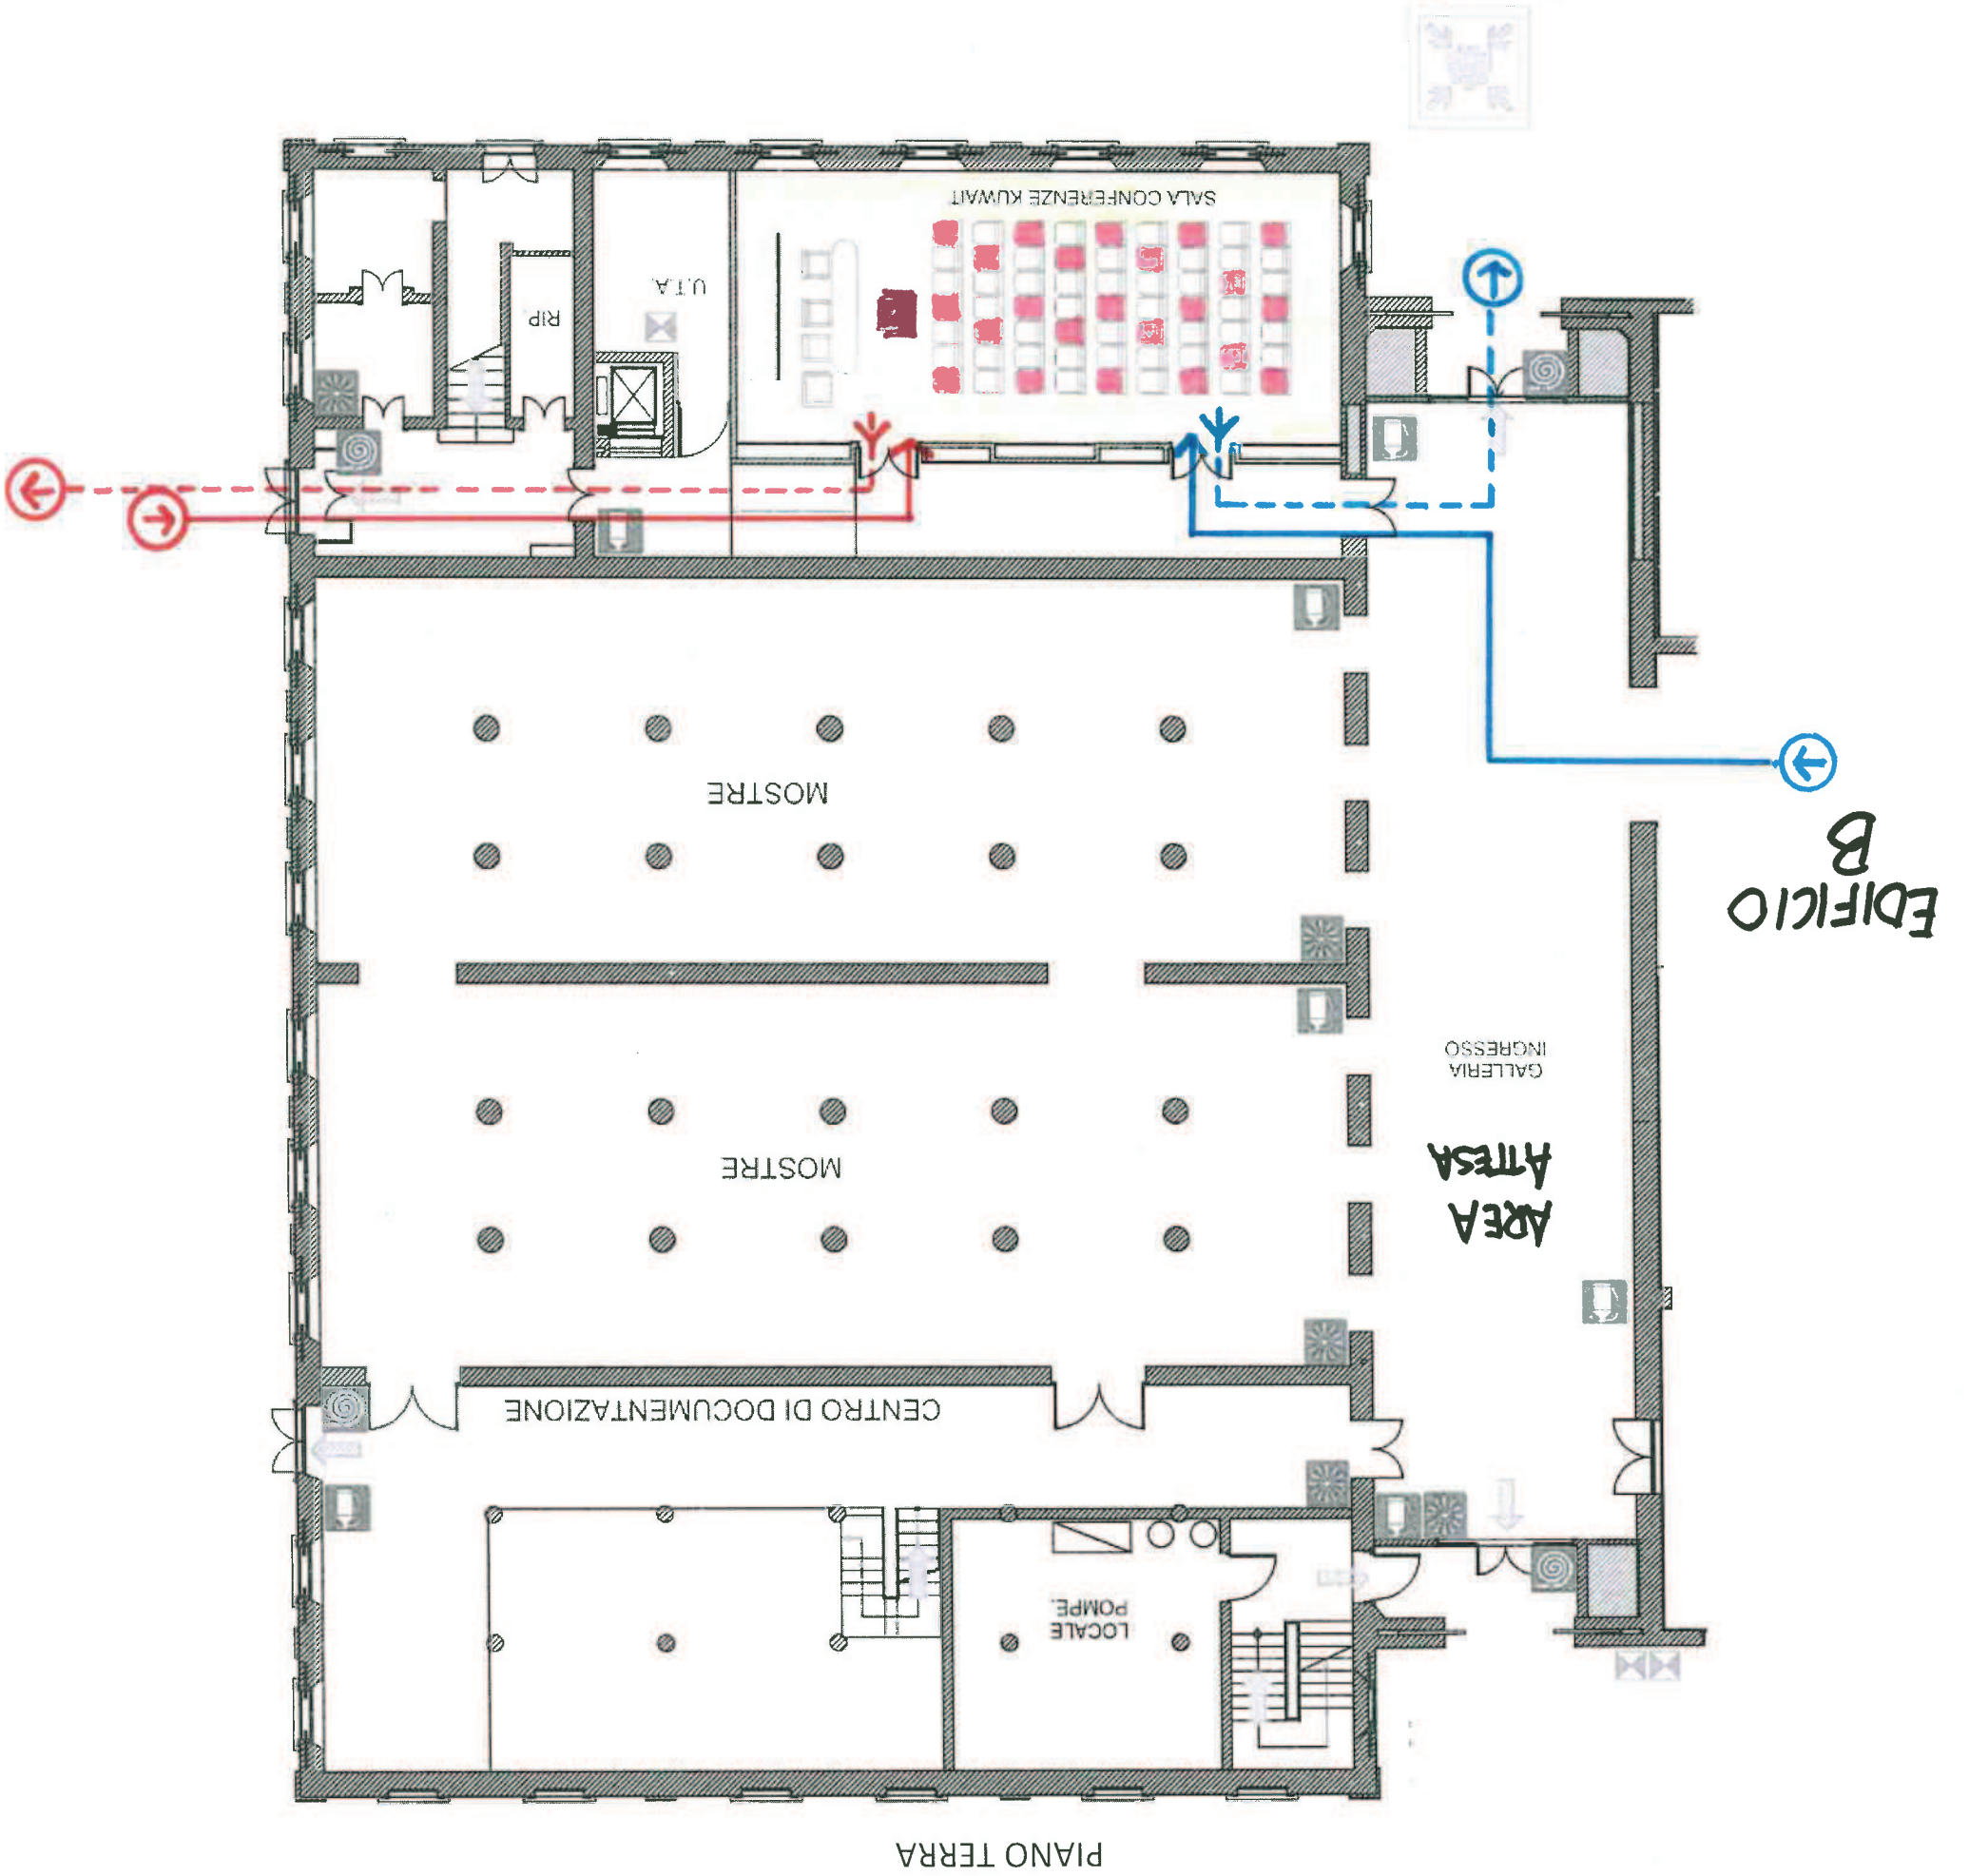 PIANO TERRA
LOCALE
POMPE.
CENTRO DI DOCUMENTAZIONE
AREA
ATTESA
MOSTRE
GALLERIA
INGRESSO
EDIFICIO
B
MOSTRE
RIP
U.T.A.
SALA CONFERENZE KUWAIT